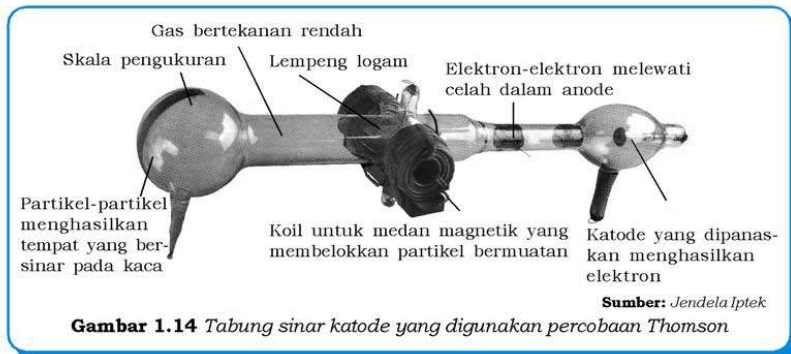 Gas bertekanan rendah
Skala pengukuran
Lempeng logam
Elektron-elektron melewati
celah dalam anode
Partikel-partikel
menghasilkan
tempat yang ber-
sinar pada kaca
Koil untuk medan magnetik yang
membelokkan partikel bermuatan
Katode yang dipanas-
kan menghasilkan
elektron
Sumber: Jendela Iptek
Gambar 1.14 Tabung sinar katode yang digunakan percobaan Thomson